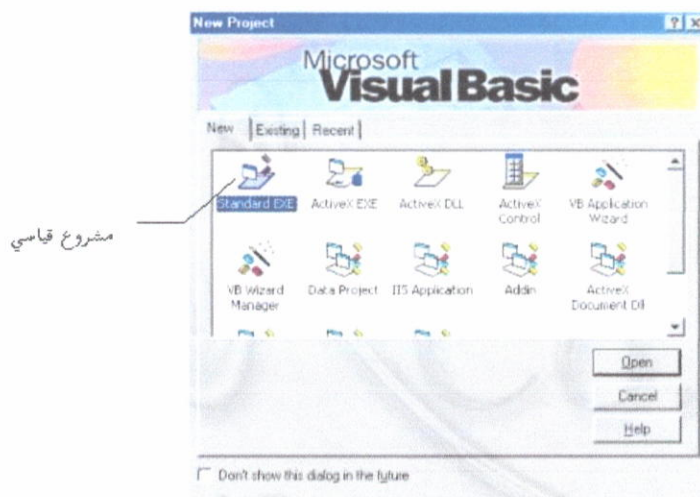 New Project
Microsoft
Visual Basic
New Existing Recent
Standard EXE ActiveX EXE ActiveX DLL ActiveX Control VB Application Wizard
مشروع قياسي
VB Wizard Manager Data Project IIS Application Addin ActiveX Document Dll
Open
Cancel
Help
Don't show this dialog in the future